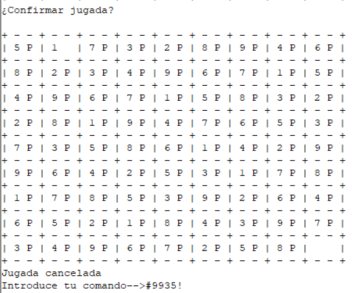 ¿Confirmar jugada?
+ - - + - - + - - + - - + - - + - - + - - + - - + - - +
| 5 P | 1   | 7 P | 3 P | 2 P | 8 P | 9 P | 4 P | 6 P |
+ - - + - - + - - + - - + - - + - - + - - + - - + - - +
| 8 P | 2 P | 3 P | 4 P | 9 P | 6 P | 7 P | 1 P | 5 P |
+ - - + - - + - - + - - + - - + - - + - - + - - + - - +
| 4 P | 9 P | 6 P | 7 P | 1 P | 5 P | 8 P | 3 P | 2 P |
+ - - + - - + - - + - - + - - + - - + - - + - - + - - +
| 2 P | 8 P | 1 P | 9 P | 4 P | 7 P | 6 P | 5 P | 3 P |
+ - - + - - + - - + - - + - - + - - + - - + - - + - - +
| 7 P | 3 P | 5 P | 8 P | 6 P | 1 P | 4 P | 2 P | 9 P |
+ - - + - - + - - + - - + - - + - - + - - + - - + - - +
| 9 P | 6 P | 4 P | 2 P | 5 P | 3 P | 1 P | 7 P | 8 P |
+ - - + - - + - - + - - + - - + - - + - - + - - + - - +
| 1 P | 7 P | 8 P | 5 P | 3 P | 9 P | 2 P | 6 P | 4 P |
+ - - + - - + - - + - - + - - + - - + - - + - - + - - +
| 6 P | 5 P | 2 P | 1 P | 8 P | 4 P | 3 P | 9 P | 7 P |
+ - - + - - + - - + - - + - - + - - + - - + - - + - - +
| 3 P | 4 P | 9 P | 6 P | 7 P | 2 P | 5 P | 8 P |     |
+ - - + - - + - - + - - + - - + - - + - - + - - + - - +
Jugada cancelada
Introduce tu comando-->#9935!